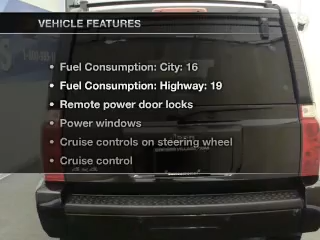 VEHICLE FEATURES
• Fuel Consumption: City: 16
• Fuel Consumption: Highway: 19
• Remote power door locks
• Power windows
• Cruise controls on steering wheel
• Cruise control